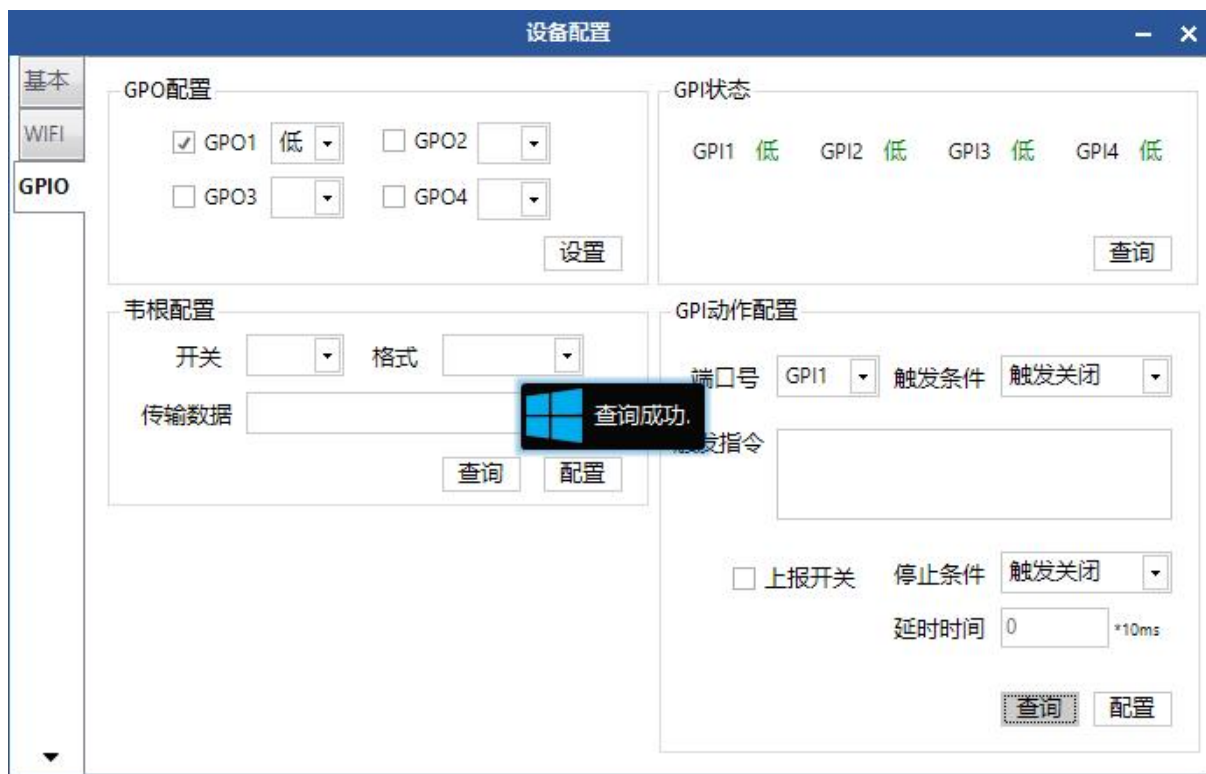 设备配置
基本
WIFI
GPIO
GPO配置
GPO1 低 GPO2
GPO3 GPO4
设置
GPI状态
GPI1 低 GPI2 低 GPI3 低 GPI4 低
查询
韦根配置
开关 格式
传输数据
查询 配置
查询成功.
GPI动作配置
端口号 GPI1 触发条件 触发关闭
触发指令
上报开关 停止条件 触发关闭
延时时间 0 *10ms
查询 配置